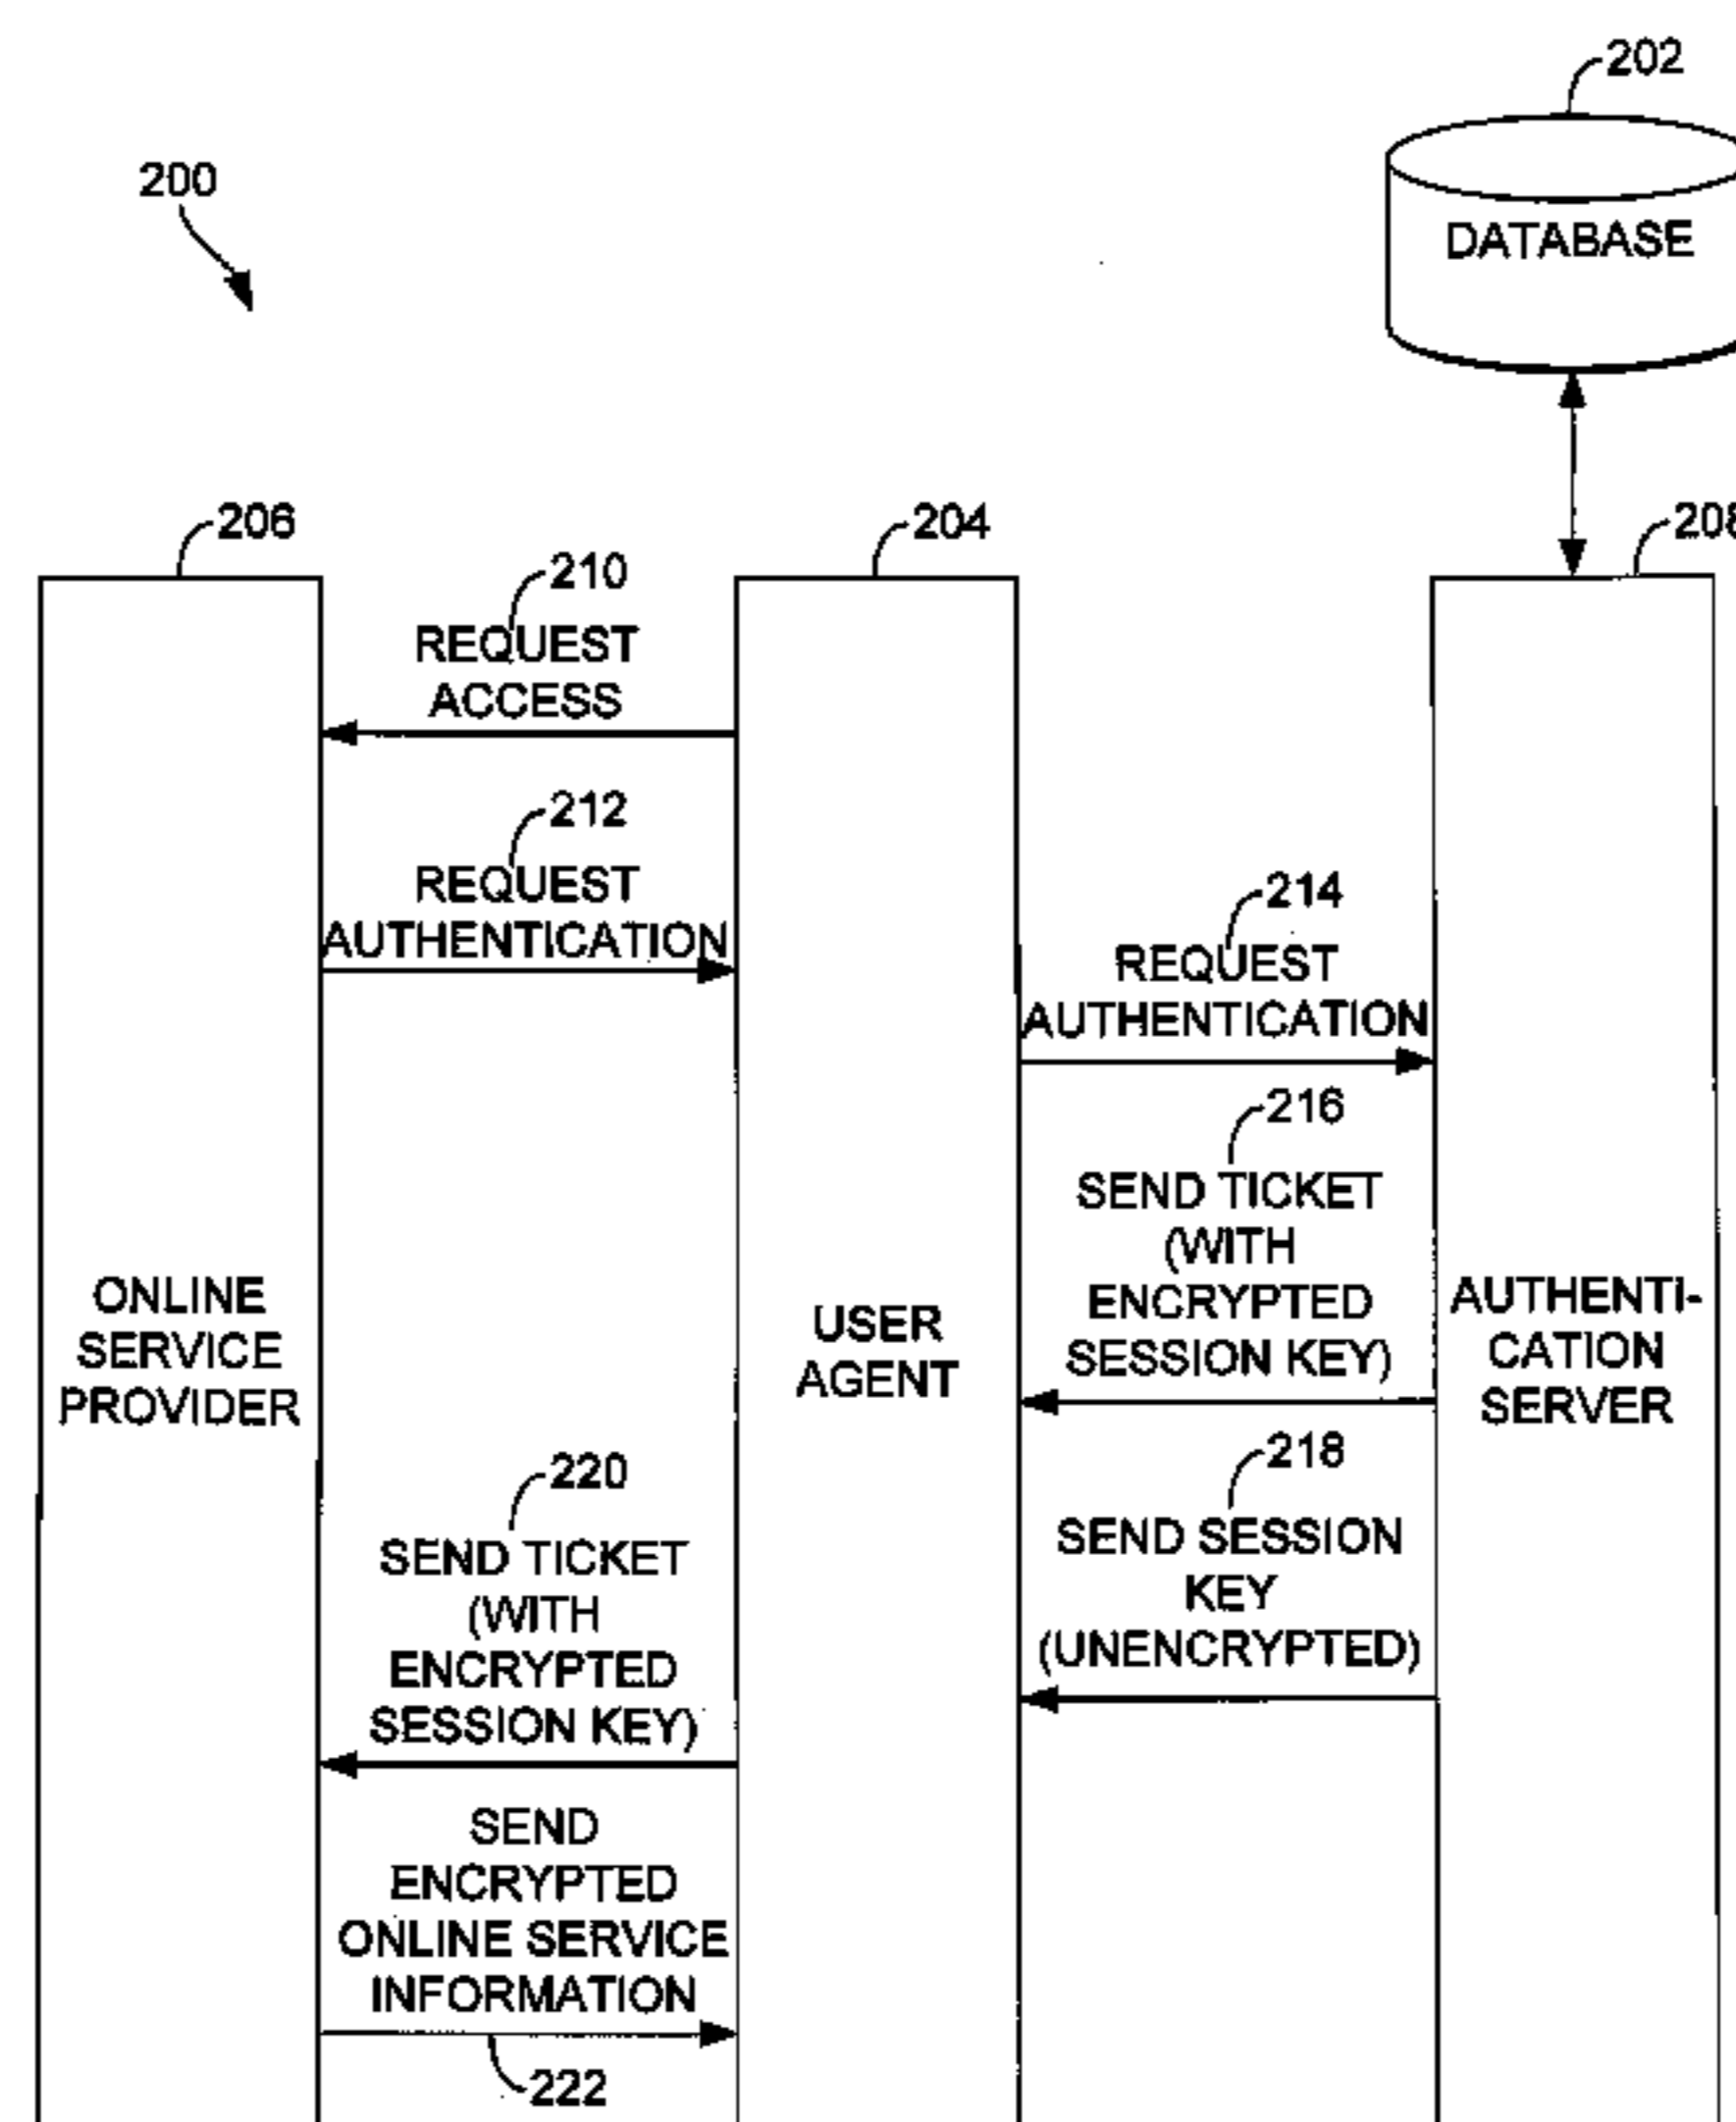 202
200
DATABASE
206
204
208
210
REQUEST
ACCESS
212
REQUEST
AUTHENTICATION
214
REQUEST
AUTHENTICATION
216
SEND TICKET
(WITH
ENCRYPTED
SESSION KEY)
ONLINE
SERVICE
PROVIDER
USER
AGENT
AUTHENTI-
CATION
SERVER
218
SEND SESSION
KEY
(UNENCRYPTED)
220
SEND TICKET
(WITH
ENCRYPTED
SESSION KEY)
SEND
ENCRYPTED
ONLINE SERVICE
INFORMATION
222